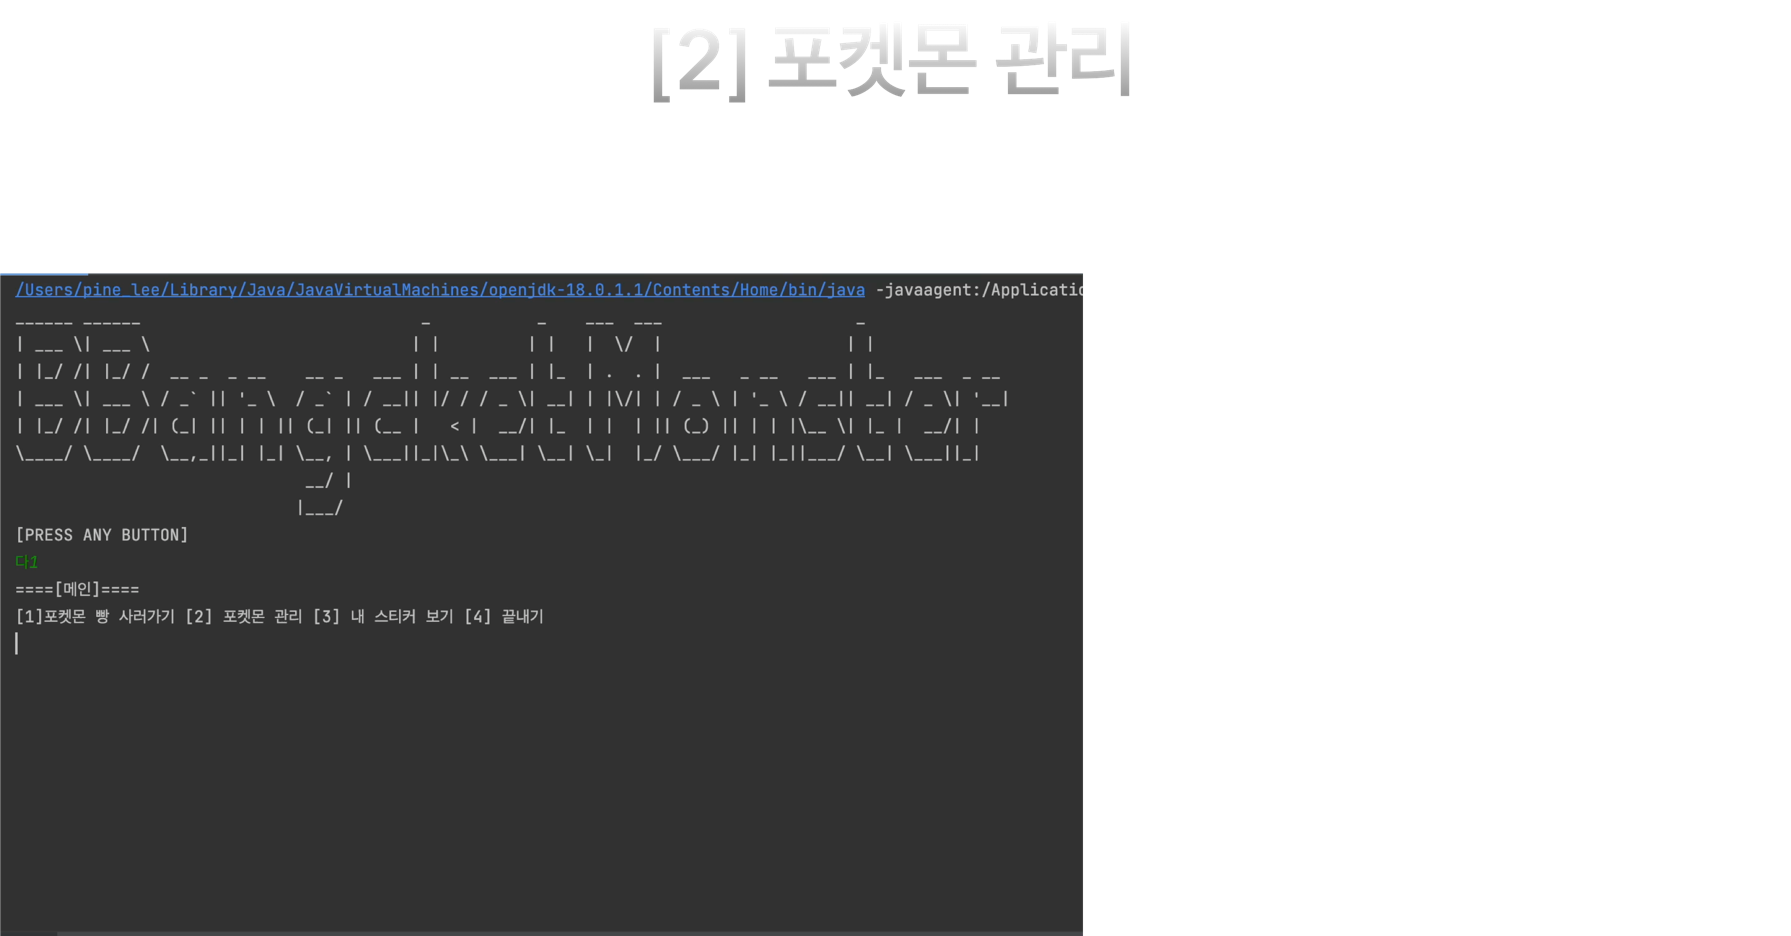 [2] 포켓몬 관리
/Users/pine_lee/Library/Java/JavaVirtualMachines/openjdk-18.0.1.1/Contents/Home/bin/java -javaagent:/Applicatio
BBangcketMonster
[PRESS ANY BUTTON]
다1
====[메인]====
[1]포켓몬 빵 사러가기 [2] 포켓몬 관리 [3] 내 스티커 보기 [4] 끝내기